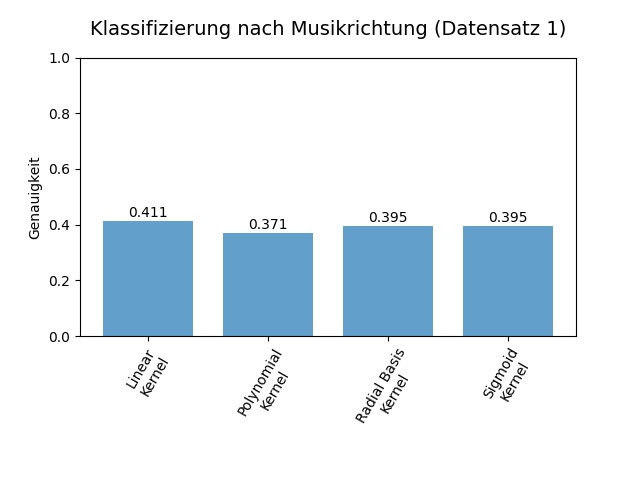 Klassifizierung nach Musikrichtung (Datensatz 1)
1.0
0.8
0.6
0.4
0.2
0.0
Genauigkeit
0.411
0.371
0.395
0.395
Linear
Kernel
Polynomial
Kernel
Radial Basis
Kernel
Sigmoid
Kernel